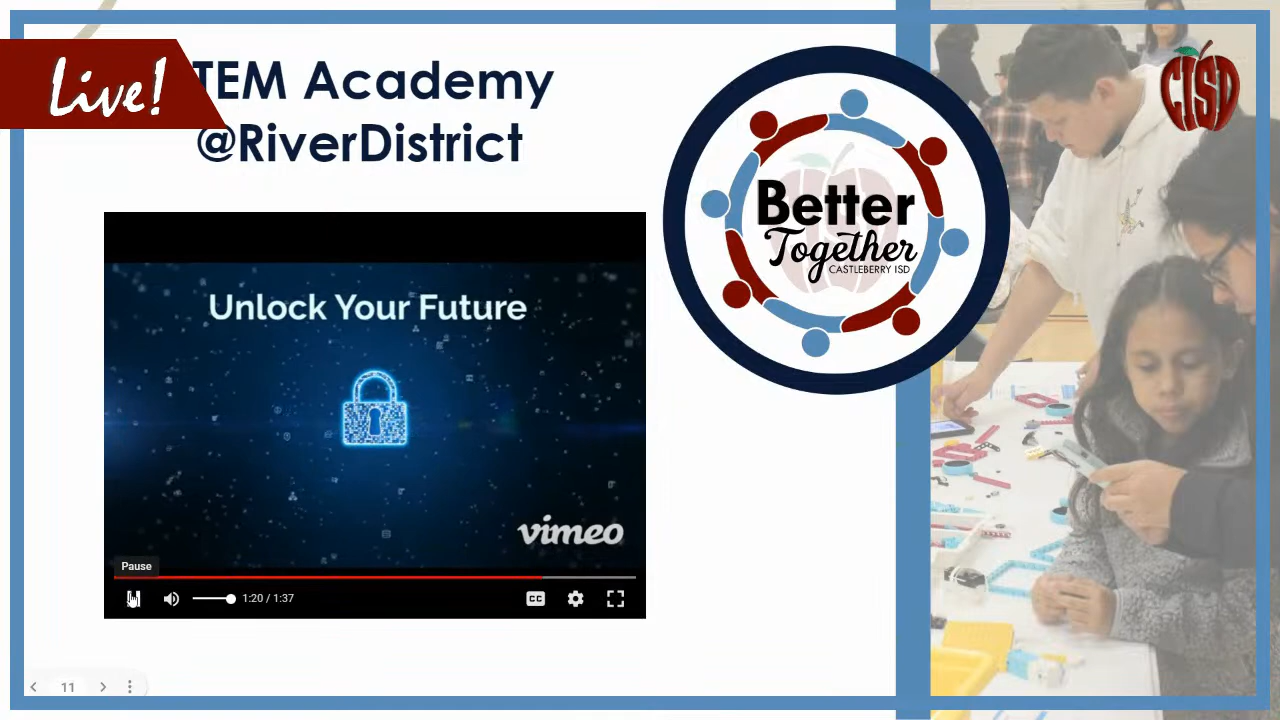 Live!
TEM Academy
@RiverDistrict
CISD
Better
Together
CASTLEBERRY ISD
Unlock Your Future
vimeo
Pause
1:20 / 1:37
CC
11